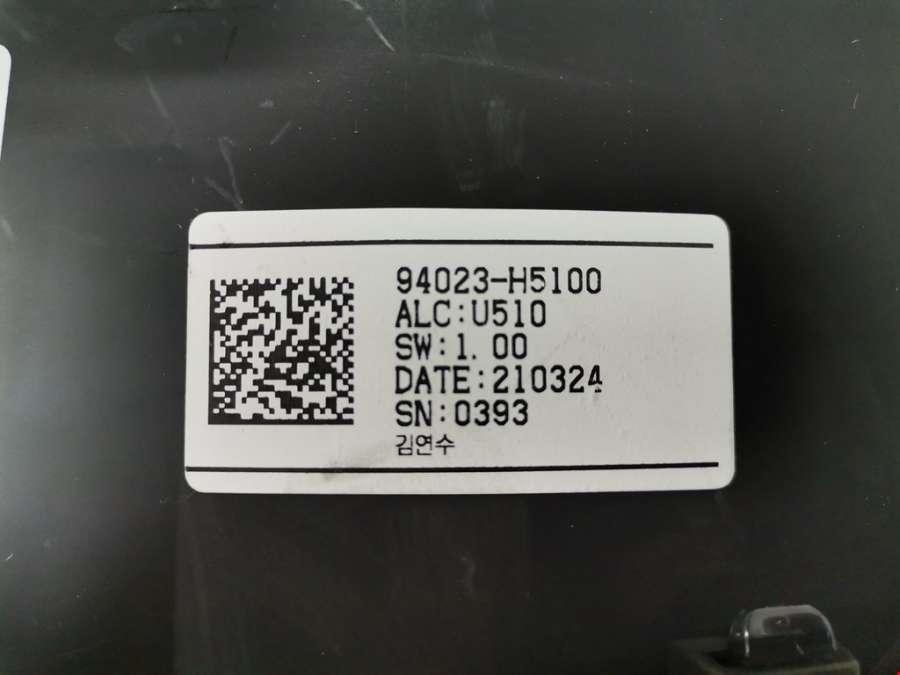 94023-H5100
ALC:U510
SW:1. 00
DATE:210324
SN:0393
김연수